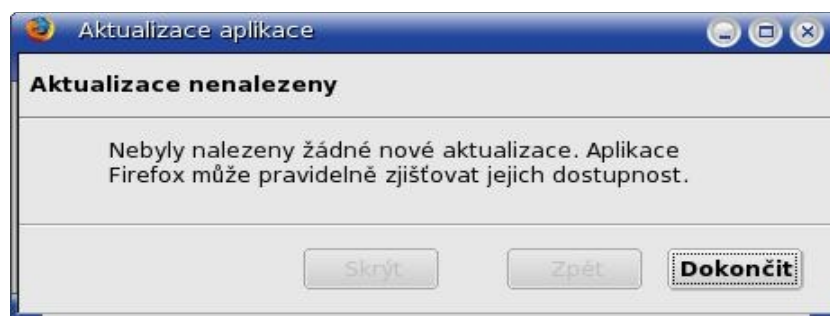 Aktualizace aplikace
Aktualizace nenalezeny
Nebyly nalezeny žádné nové aktualizace. Aplikace
Firefox může pravidelně zjišťovat jejich dostupnost.
Skrýt Zpět Dokončit